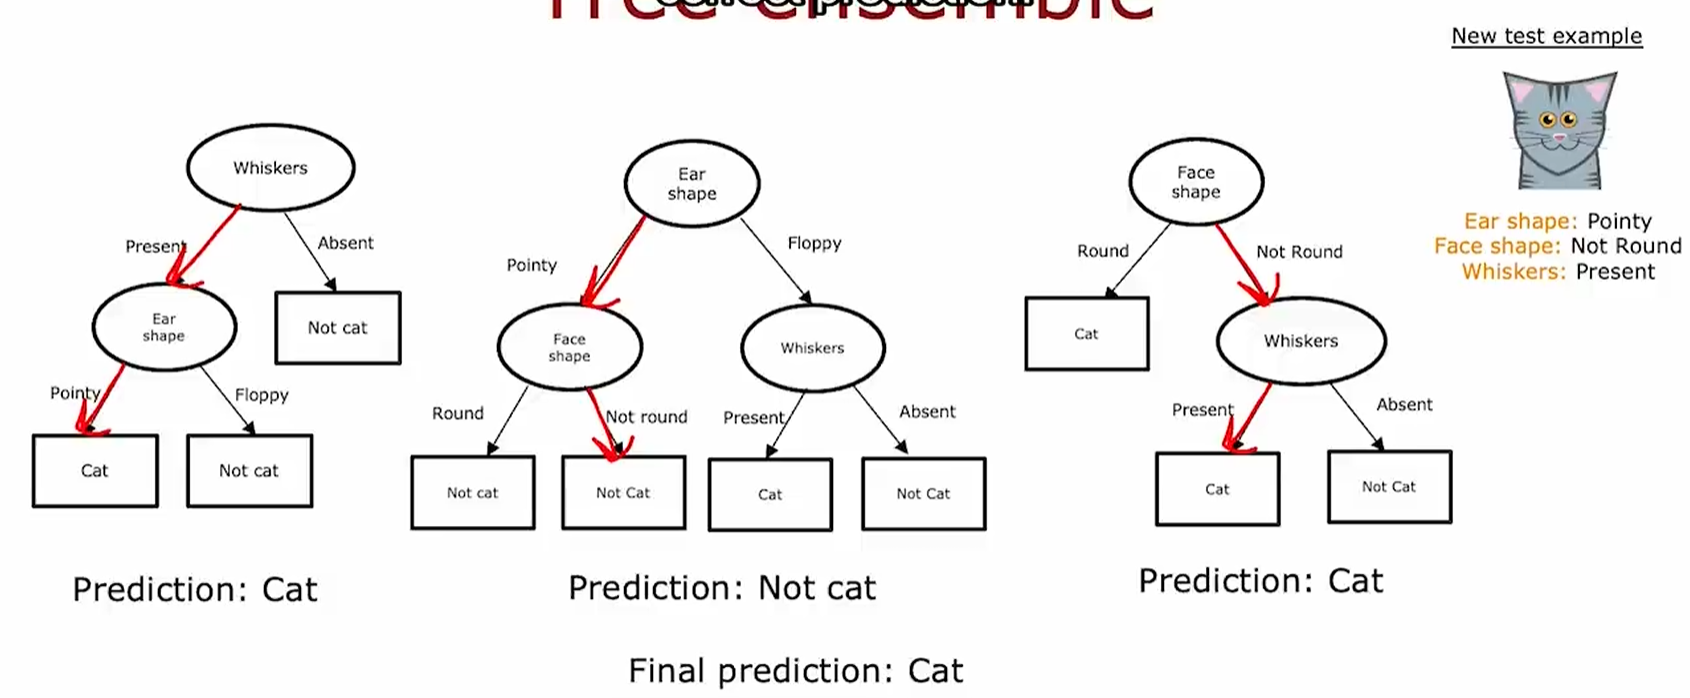 Tree ensemble
New test example
Ear shape: Pointy
Face shape: Not Round
Whiskers: Present
Whiskers
Present
Absent
Ear
shape
Not cat
Pointy
Floppy
Cat
Not cat
Prediction: Cat
Ear
shape
Pointy
Floppy
Face
shape
Whiskers
Round
Not round
Present
Absent
Not cat
Not Cat
Cat
Not Cat
Prediction: Not cat
Face
shape
Round
Not Round
Cat
Whiskers
Present
Absent
Cat
Not Cat
Prediction: Cat
Final prediction: Cat